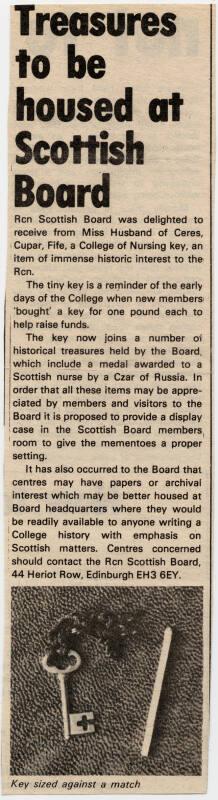 Treasures
to be
housed at
Scottish
Board
Rcn Scottish Board was delighted to
receive from Miss Husband of Ceres,
Cupar, Fife, a College of Nursing key, an
item of immense historic interest to the
Rcn.
The tiny key is a reminder of the early
days of the College when new members
'bought' a key for one pound each to
help raise funds.
The key now joins a number of
historical treasures held by the Board,
which include a medal awarded to a
Scottish nurse by a Czar of Russia. In
order that all these items may be appre-
ciated by members and visitors to the
Board it is proposed to provide a display
case in the Scottish Board members
room to give the mementoes a proper
setting.
It has also occurred to the Board that
centres may have papers or archival
interest which may be better housed at
Board headquarters where they would
be readily available to anyone writing a
College history with emphasis on
Scottish matters. Centres concerned
should contact the Rcn Scottish Board,
44 Heriot Row, Edinburgh EH3 6EY.
Key sized against a match